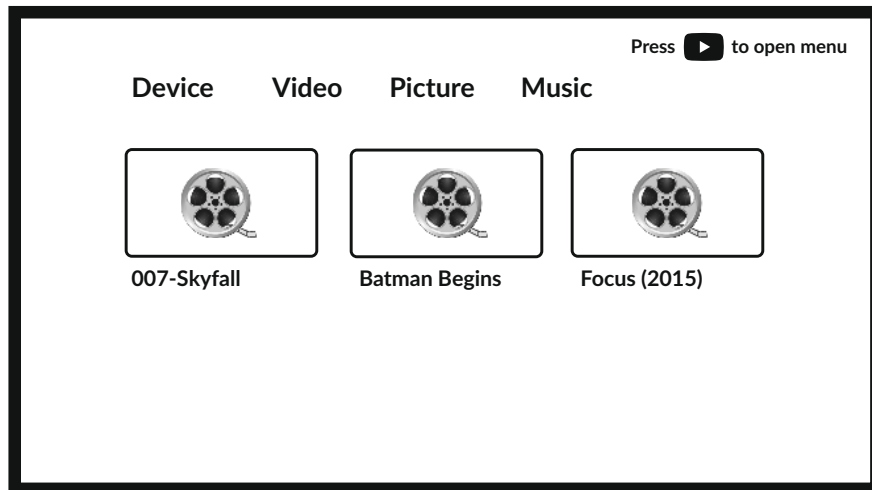 Press to open menu
Device Video Picture Music
007-Skyfall Batman Begins Focus (2015)